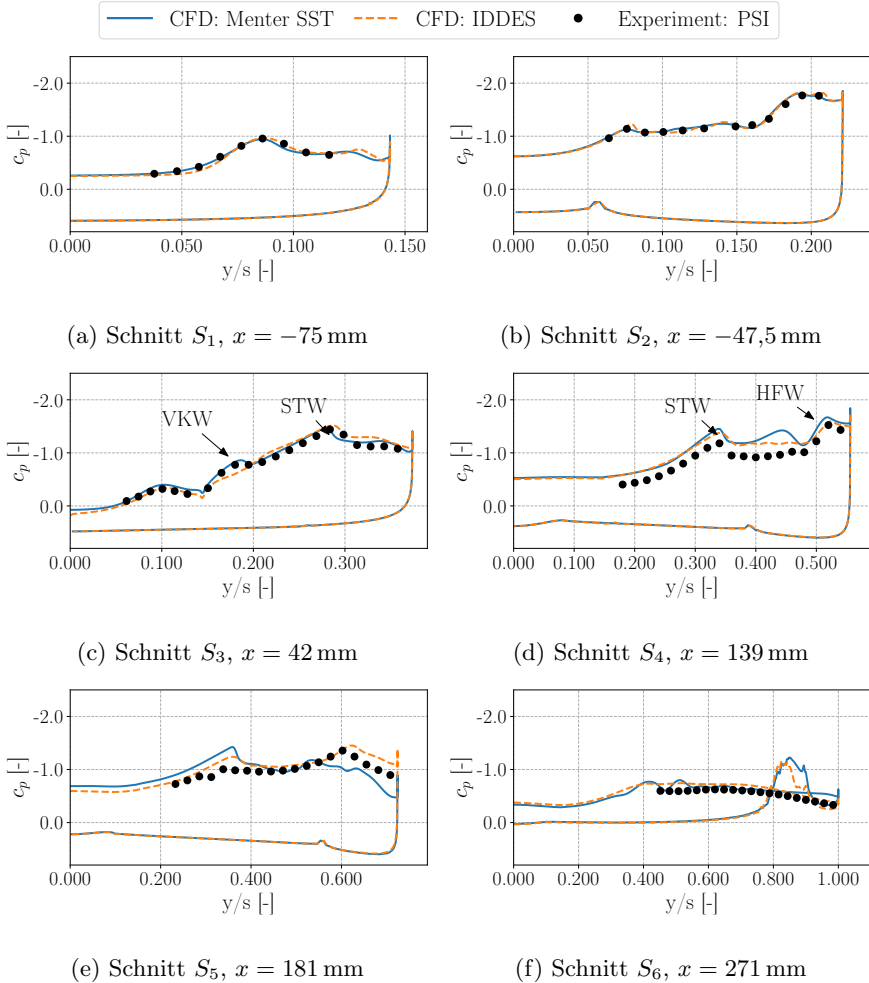 CFD: Menter SST CFD: IDDES Experiment: PSI
-2.0
-1.0
0.0
c_p [-]
0.000 0.050 0.100 0.150
y/s [-]
(a) Schnitt S_1, x = −75 mm
-2.0
-1.0
0.0
c_p [-]
0.000 0.050 0.100 0.150 0.200
y/s [-]
(b) Schnitt S_2, x = −47,5 mm
-2.0
-1.0
0.0
c_p [-]
VKW
STW
0.000 0.100 0.200 0.300
y/s [-]
(c) Schnitt S_3, x = 42 mm
-2.0
-1.0
0.0
c_p [-]
STW
HFW
0.000 0.100 0.200 0.300 0.400 0.500
y/s [-]
(d) Schnitt S_4, x = 139 mm
-2.0
-1.0
0.0
c_p [-]
0.000 0.200 0.400 0.600
y/s [-]
(e) Schnitt S_5, x = 181 mm
-2.0
-1.0
0.0
c_p [-]
0.000 0.200 0.400 0.600 0.800 1.000
y/s [-]
(f) Schnitt S_6, x = 271 mm